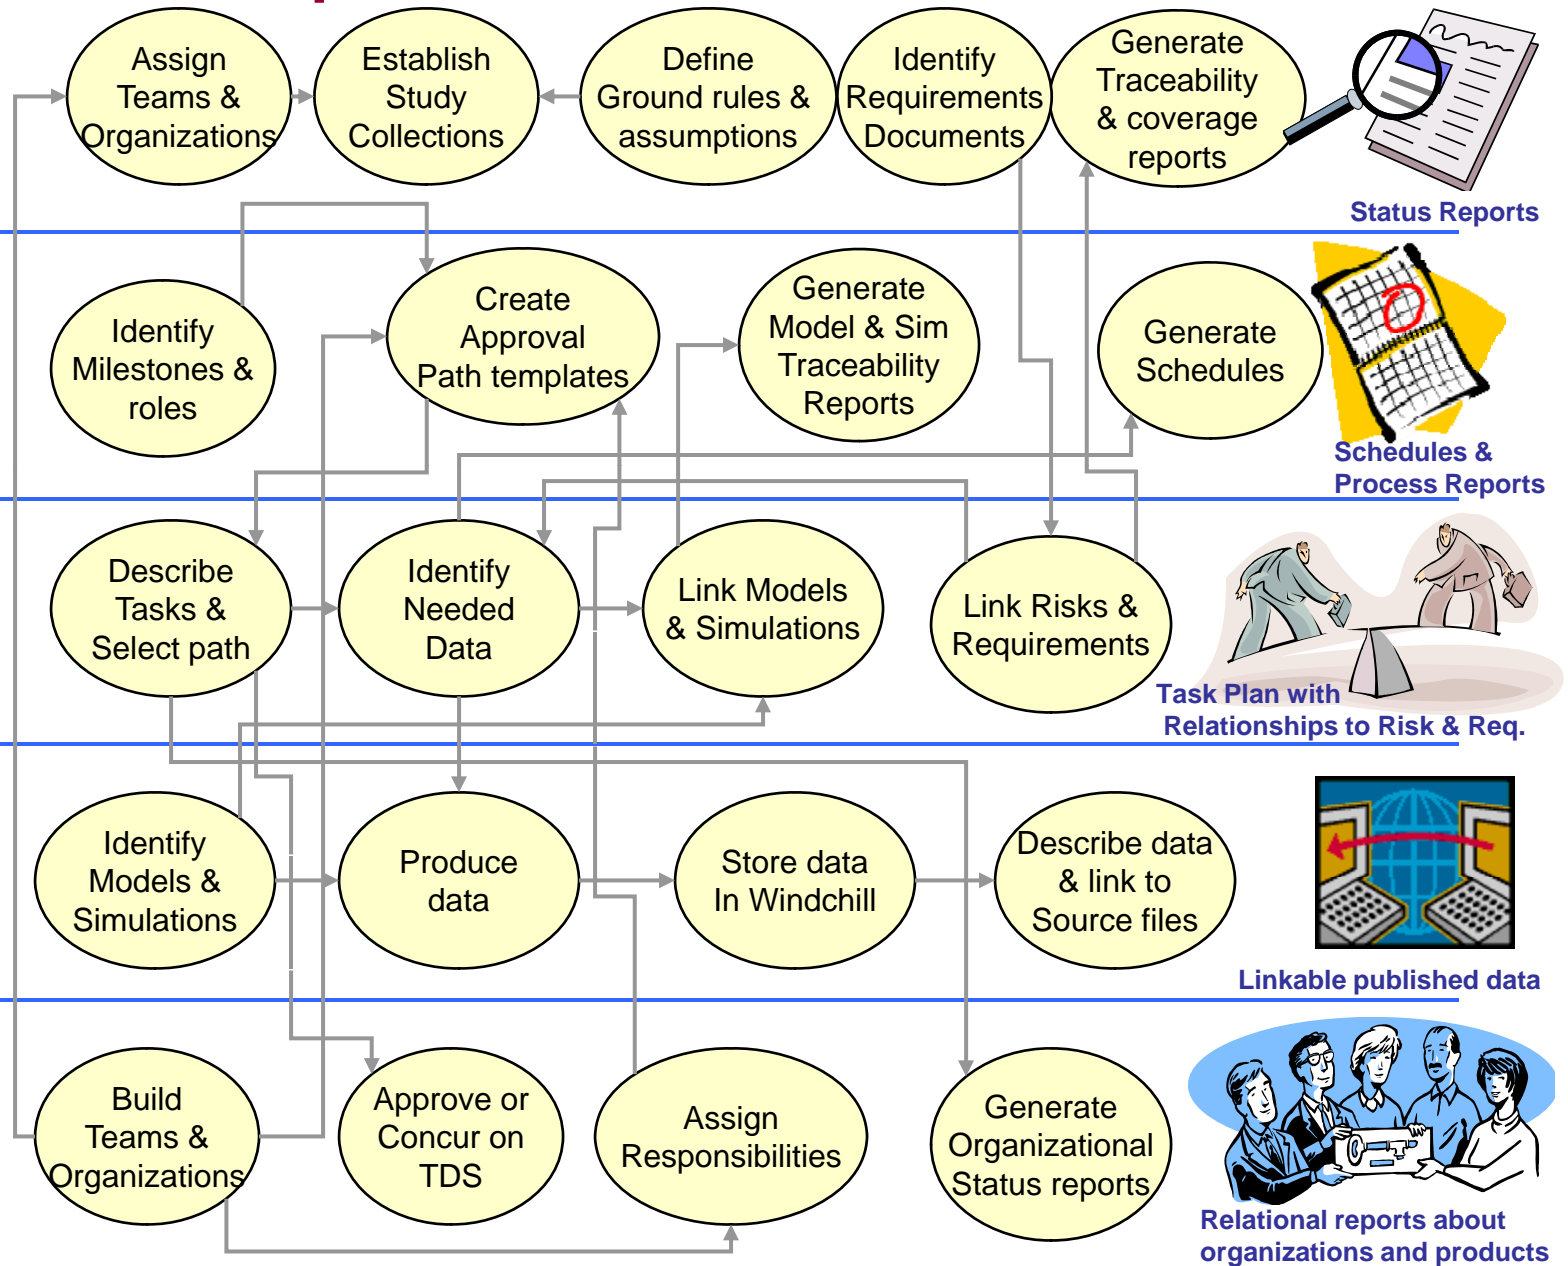 Assign
Teams &
Organizations
Establish
Study
Collections
Define
Ground rules &
assumptions
Identify
Requirements
Documents
Generate
Traceability
& coverage
reports
Status Reports
Identify
Milestones &
roles
Create
Approval
Path templates
Generate
Model & Sim
Traceability
Reports
Generate
Schedules
Schedules &
Process Reports
Describe
Tasks &
Select path
Identify
Needed
Data
Link Models
& Simulations
Link Risks &
Requirements
Task Plan with
Relationships to Risk & Req.
Identify
Models &
Simulations
Produce
data
Store data
In Windchill
Describe data
& link to
Source files
Linkable published data
Build
Teams &
Organizations
Approve or
Concur on
TDS
Assign
Responsibilities
Generate
Organizational
Status reports
Relational reports about
organizations and products